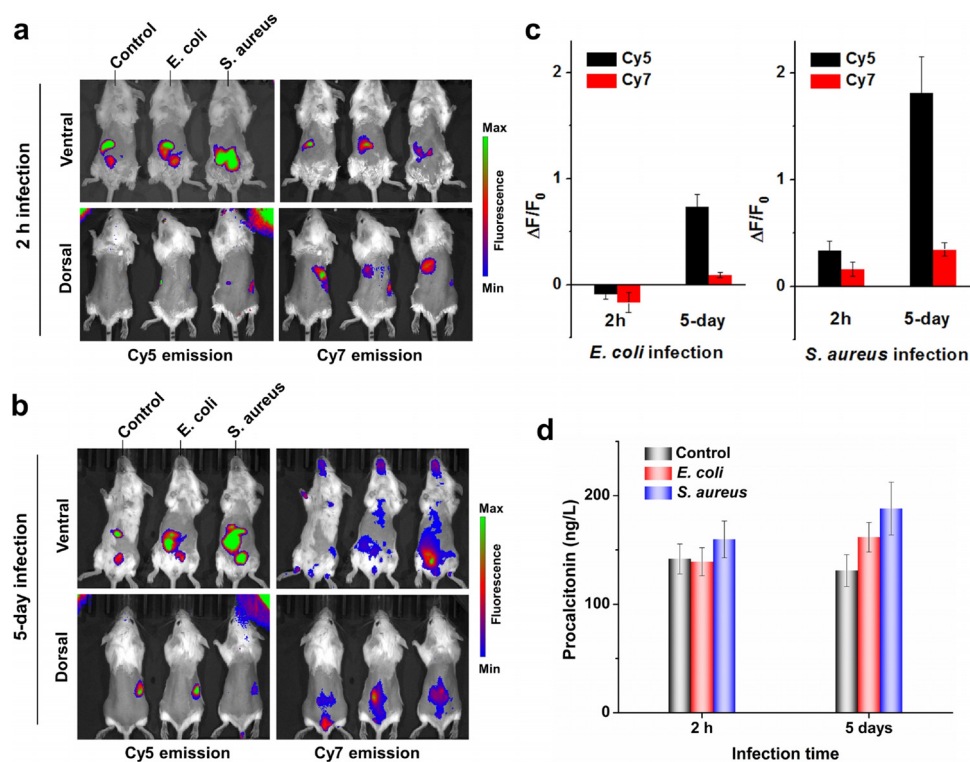 a
Control
E. coli
S. aureus
2 h infection
Ventral
Dorsal
Max
Fluorescence
Min
Cy5 emission
Cy7 emission
b
Control
E. coli
S. aureus
5-day infection
Ventral
Dorsal
Max
Fluorescence
Min
Cy5 emission
Cy7 emission
c
Cy5
Cy7
ΔF/F0
2
1
0
2h
5-day
E. coli infection
Cy5
Cy7
ΔF/F0
2
1
0
2h
5-day
S. aureus infection
d
Control
E. coli
S. aureus
Procalcitonin (ng/L)
200
100
0
2 h
5 days
Infection time